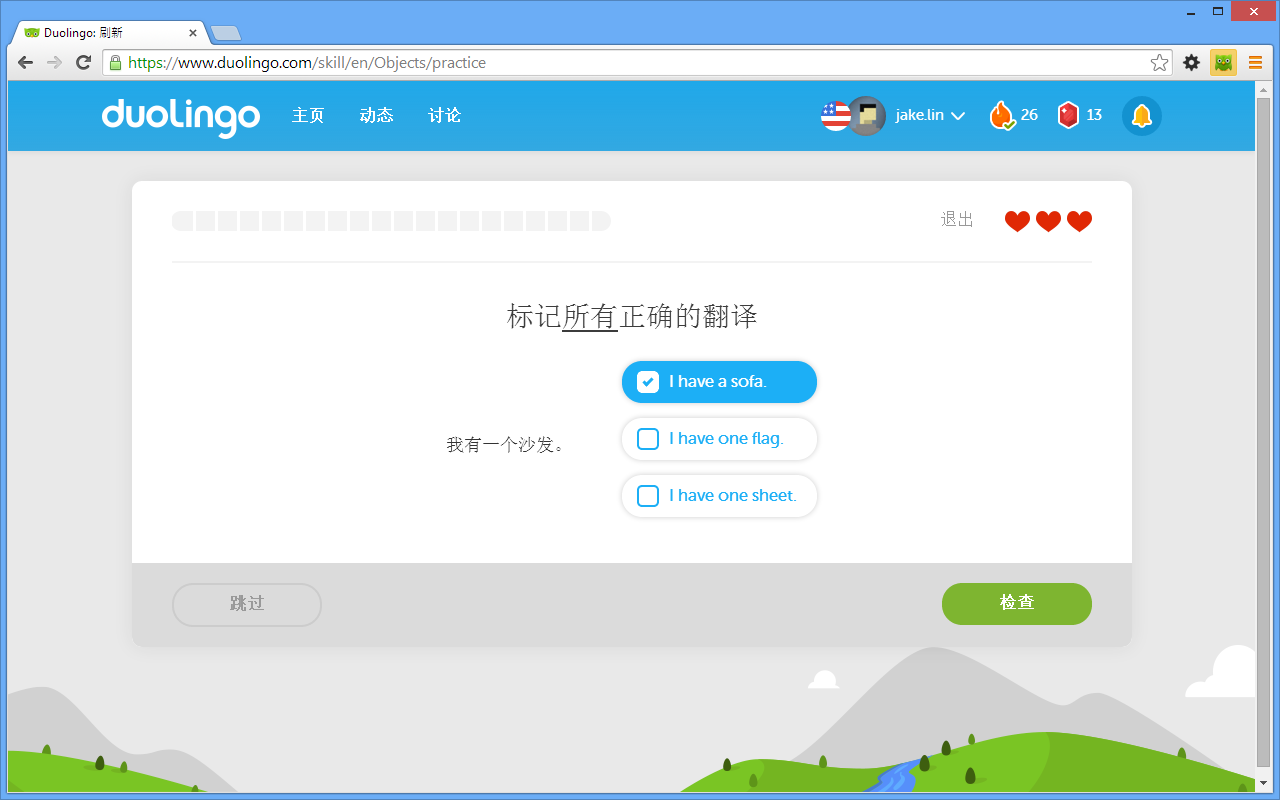 Duolingo: 刷新
https://www.duolingo.com/skill/en/Objects/practice
duolingo 主页 动态 讨论 jake.lin 26 13
退出
标记所有正确的翻译
我有一个沙发。
I have a sofa.
I have one flag.
I have one sheet.
跳过 检查